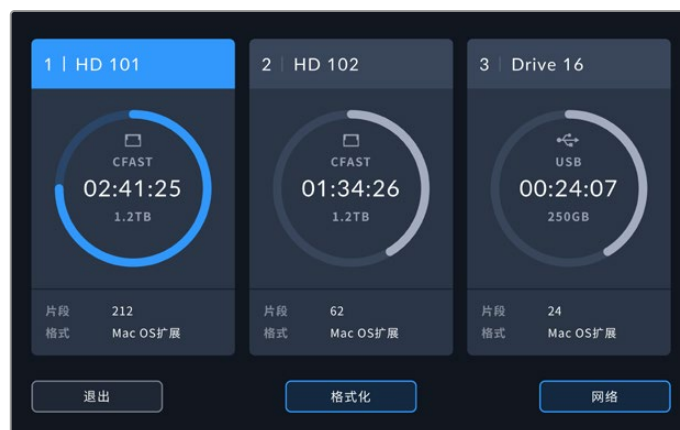 1 | HD 101
CFAST
02:41:25
1.2TB
片段 212
格式 Mac OS扩展
2 | HD 102
CFAST
01:34:26
1.2TB
片段 62
格式 Mac OS扩展
3 | Drive 16
USB
00:24:07
250GB
片段 24
格式 Mac OS扩展
退出
格式化
网络